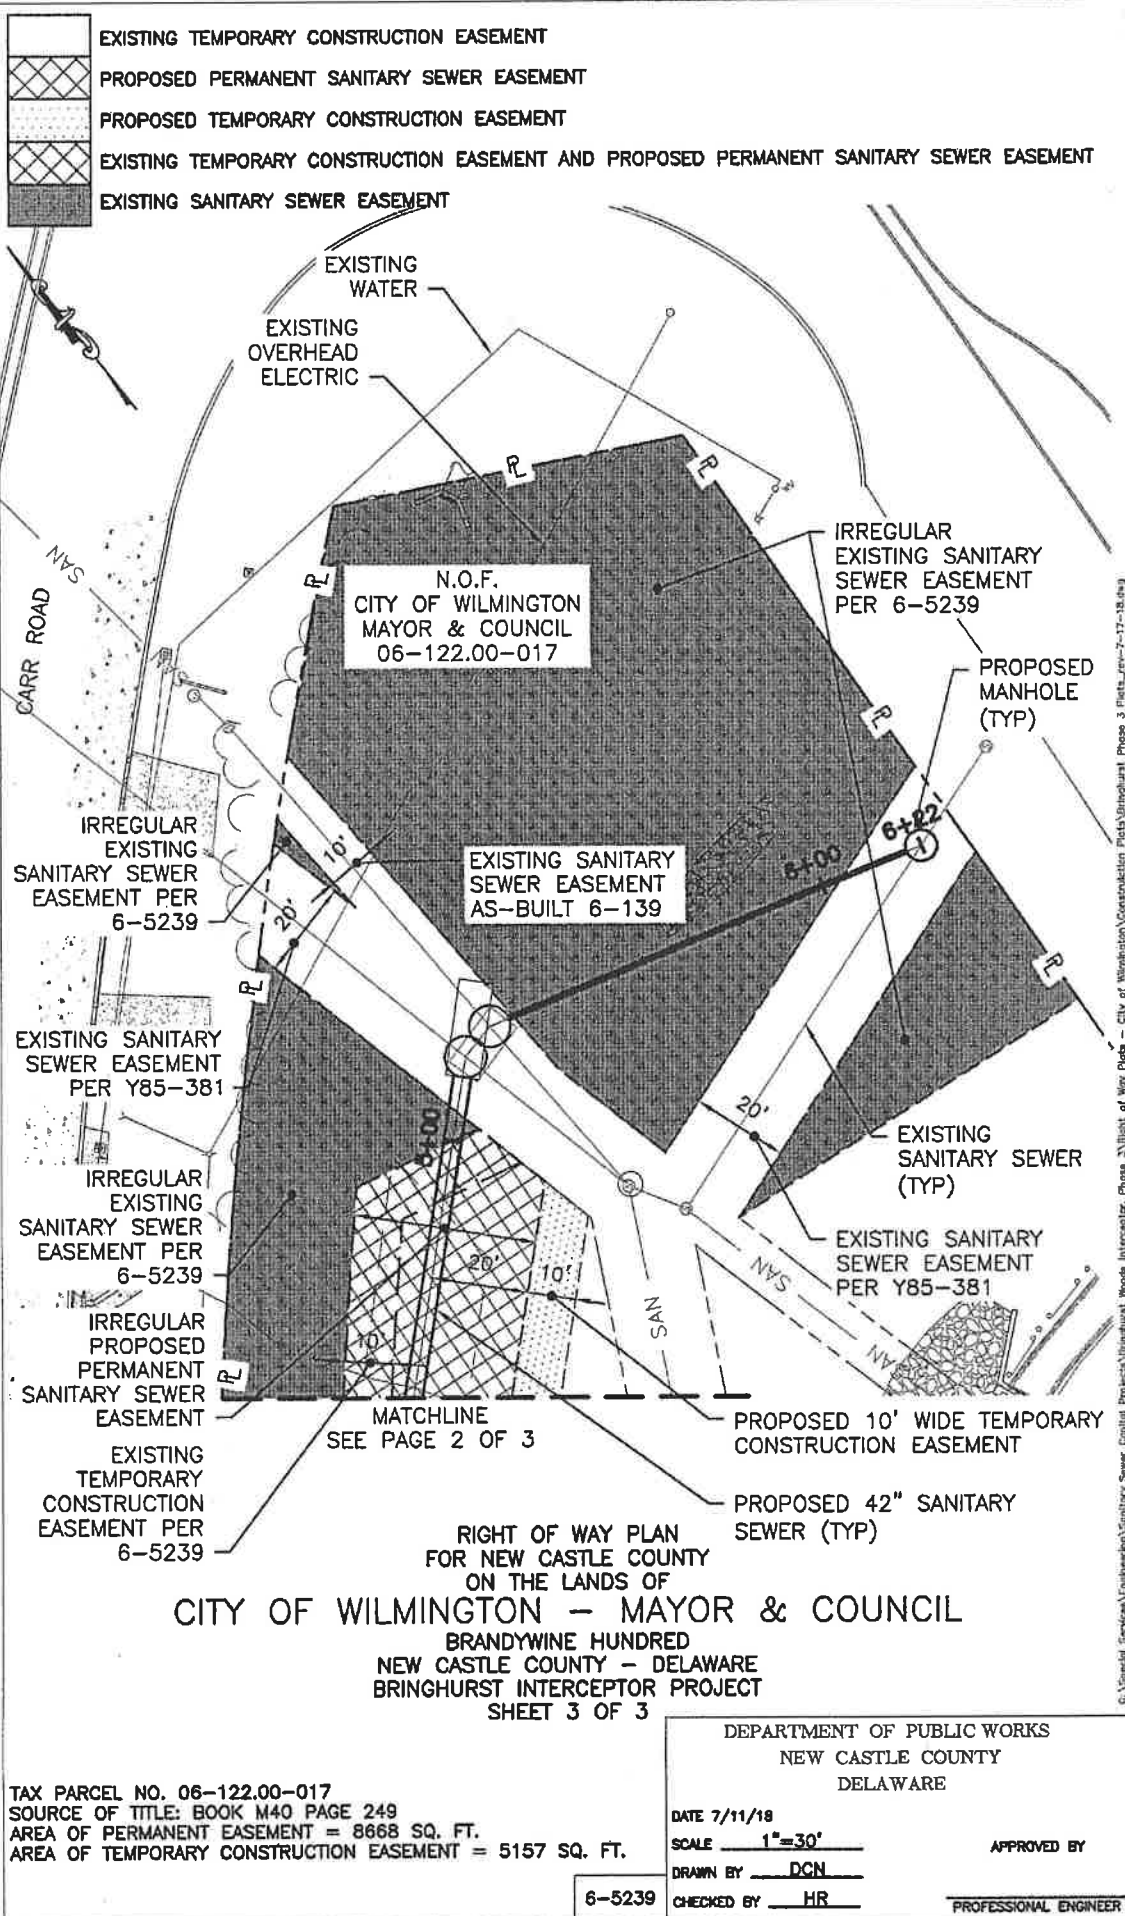 EXISTING TEMPORARY CONSTRUCTION EASEMENT
PROPOSED PERMANENT SANITARY SEWER EASEMENT
PROPOSED TEMPORARY CONSTRUCTION EASEMENT
EXISTING TEMPORARY CONSTRUCTION EASEMENT AND PROPOSED PERMANENT SANITARY SEWER EASEMENT
EXISTING SANITARY SEWER EASEMENT
EXISTING
WATER
EXISTING
OVERHEAD
ELECTRIC
PL
PL
PL
N.O.F.
CITY OF WILMINGTON
MAYOR & COUNCIL
06-122.00-017
IRREGULAR
EXISTING SANITARY
SEWER EASEMENT
PER 6-5239
SAN
CARR ROAD
PROPOSED
MANHOLE
(TYP)
PL
6+22
6+00
IRREGULAR
EXISTING
SANITARY SEWER
EASEMENT PER
6-5239
10'
20'
EXISTING SANITARY
SEWER EASEMENT
AS-BUILT 6-139
PL
PL
EXISTING SANITARY
SEWER EASEMENT
PER Y85-381
5+00
20'
EXISTING
SANITARY SEWER
(TYP)
IRREGULAR
EXISTING
SANITARY SEWER
EASEMENT PER
6-5239
EXISTING SANITARY
SEWER EASEMENT
PER Y85-381
20'
10'
SAN
SAN
SAN
10'
IRREGULAR
PROPOSED
PERMANENT
SANITARY SEWER
EASEMENT
PL
MATCHLINE
SEE PAGE 2 OF 3
PROPOSED 10' WIDE TEMPORARY
CONSTRUCTION EASEMENT
EXISTING
TEMPORARY
CONSTRUCTION
EASEMENT PER
6-5239
PROPOSED 42" SANITARY
SEWER (TYP)
RIGHT OF WAY PLAN
FOR NEW CASTLE COUNTY
ON THE LANDS OF
CITY OF WILMINGTON - MAYOR & COUNCIL
BRANDYWINE HUNDRED
NEW CASTLE COUNTY - DELAWARE
BRINGHURST INTERCEPTOR PROJECT
SHEET 3 OF 3
TAX PARCEL NO. 06-122.00-017
SOURCE OF TITLE: BOOK M40 PAGE 249
AREA OF PERMANENT EASEMENT = 8668 SQ. FT.
AREA OF TEMPORARY CONSTRUCTION EASEMENT = 5157 SQ. FT.
DEPARTMENT OF PUBLIC WORKS
NEW CASTLE COUNTY
DELAWARE
DATE 7/11/18
SCALE 1"=30'
DRAWN BY DCN
CHECKED BY HR
6-5239
APPROVED BY
PROFESSIONAL ENGINEER